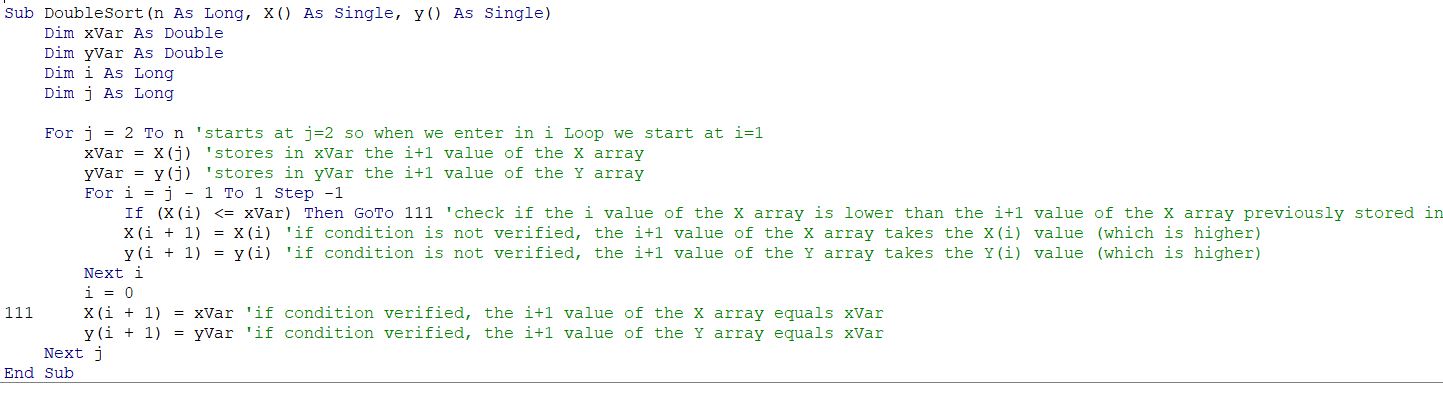 Sub DoubleSort(n As Long, X() As Single, y() As Single)
    Dim xVar As Double
    Dim yVar As Double
    Dim i As Long
    Dim j As Long

    For j = 2 To n 'starts at j=2 so when we enter in i Loop we start at i=1
        xVar = X(j) 'stores in xVar the i+1 value of the X array
        yVar = y(j) 'stores in yVar the i+1 value of the Y array
        For i = j - 1 To 1 Step -1
            If (X(i) <= xVar) Then GoTo 111 'check if the i value of the X array is lower than the i+1 value of the X array previously stored in
            X(i + 1) = X(i) 'if condition is not verified, the i+1 value of the X array takes the X(i) value (which is higher)
            y(i + 1) = y(i) 'if condition is not verified, the i+1 value of the Y array takes the Y(i) value (which is higher)
        Next i
        i = 0
111     X(i + 1) = xVar 'if condition verified, the i+1 value of the X array equals xVar
        y(i + 1) = yVar 'if condition verified, the i+1 value of the Y array equals xVar
    Next j
End Sub